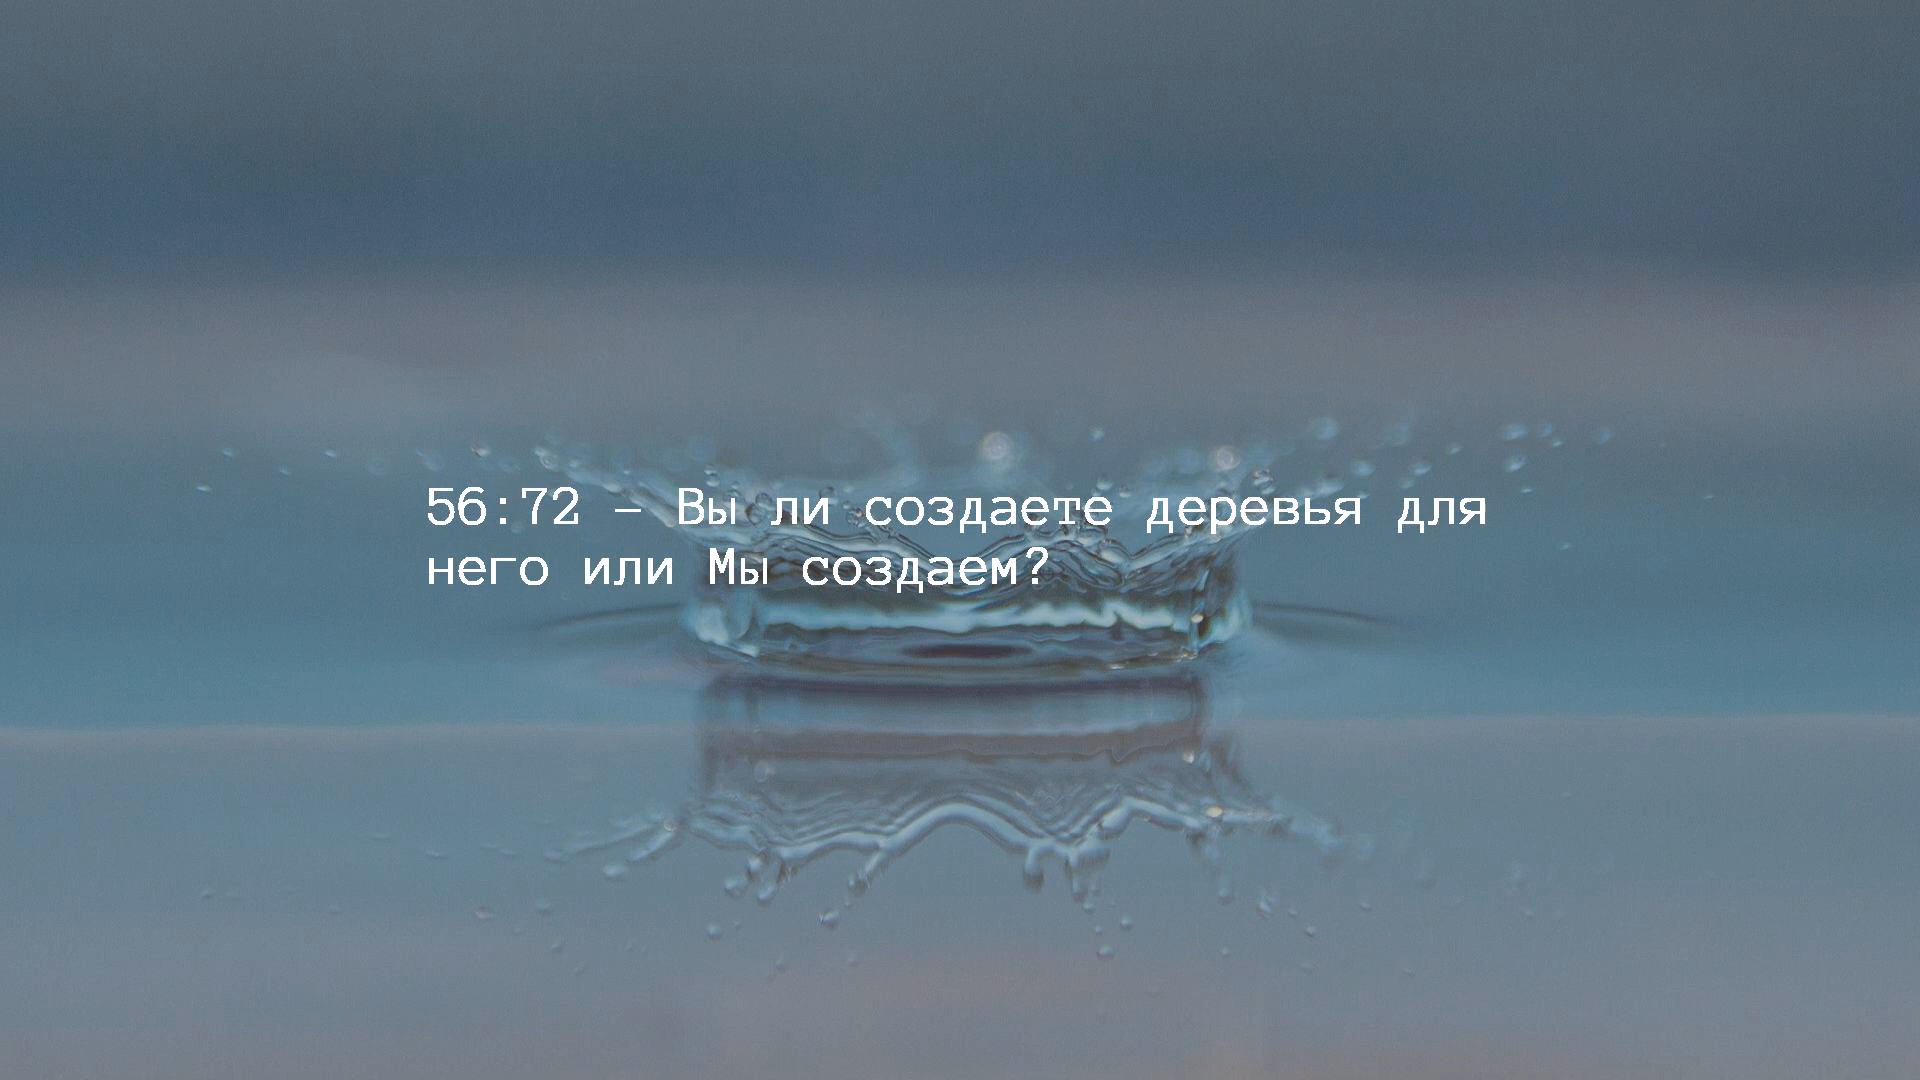 56:72 – Вы ли создаете деревья для
него или Мы создаем?